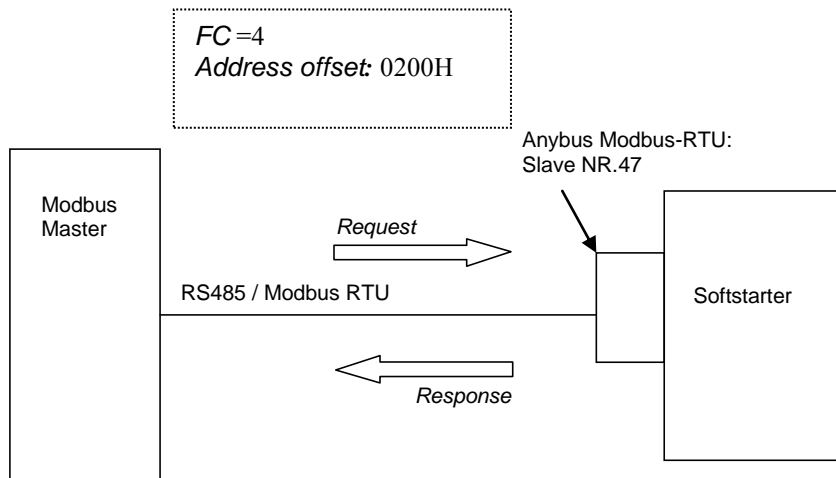 FC =4
Address offset: 0200H
Anybus Modbus-RTU:
Slave NR.47
Modbus
Master
Request
RS485 / Modbus RTU
Softstarter
Response